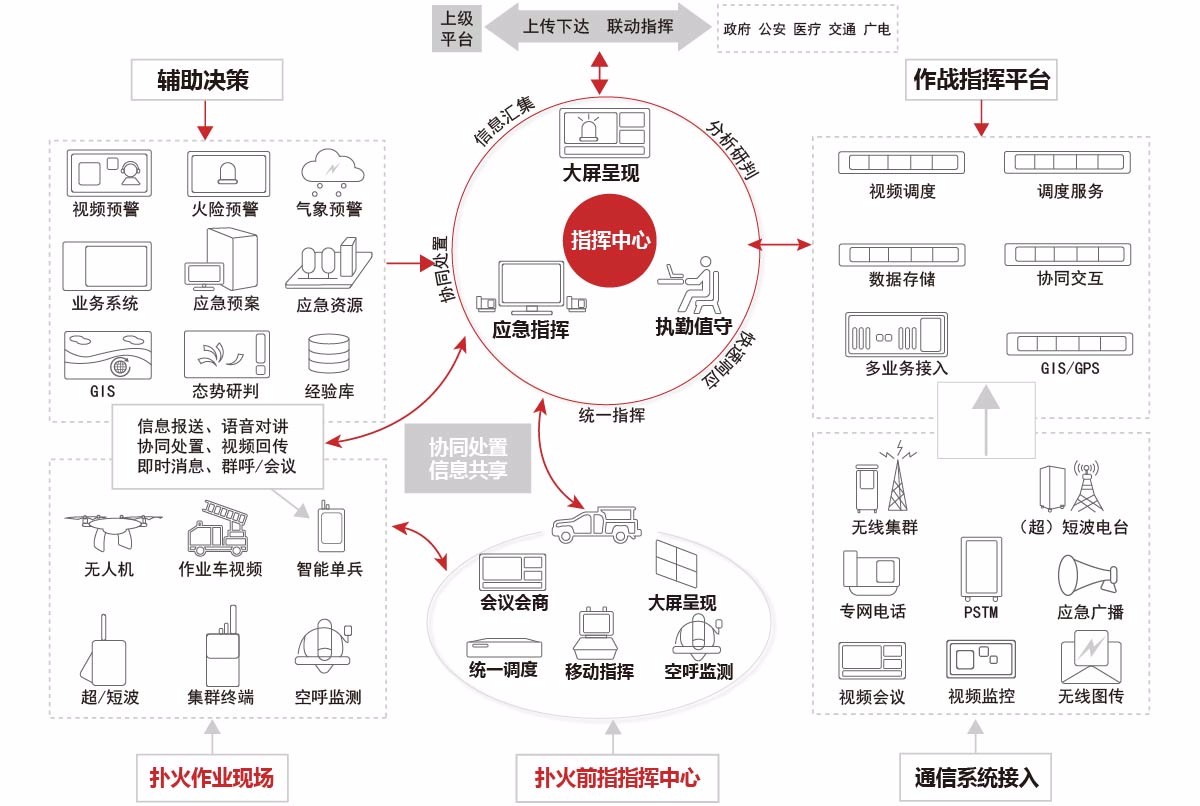 上级
平台
上传下达 联动指挥
政府 公安 医疗 交通 广电
辅助决策
视频预警
火险预警
气象预警
业务系统
应急预案
应急资源
GIS
态势研判
经验库
信息汇集
分析研判
协同处置
快速响应
统一指挥
大屏呈现
指挥中心
应急指挥
执勤值守
作战指挥平台
视频调度
调度服务
数据存储
协同交互
多业务接入
GIS/GPS
信息报送、语音对讲
协同处置、视频回传
即时消息、群呼/会议
协同处置
信息共享
无人机
作业车视频
智能单兵
超/短波
集群终端
空呼监测
扑火作业现场
会议会商
大屏呈现
统一调度
移动指挥
空呼监测
扑火前指指挥中心
无线集群
（超）短波电台
专网电话
PSTM
应急广播
视频会议
视频监控
无线图传
通信系统接入